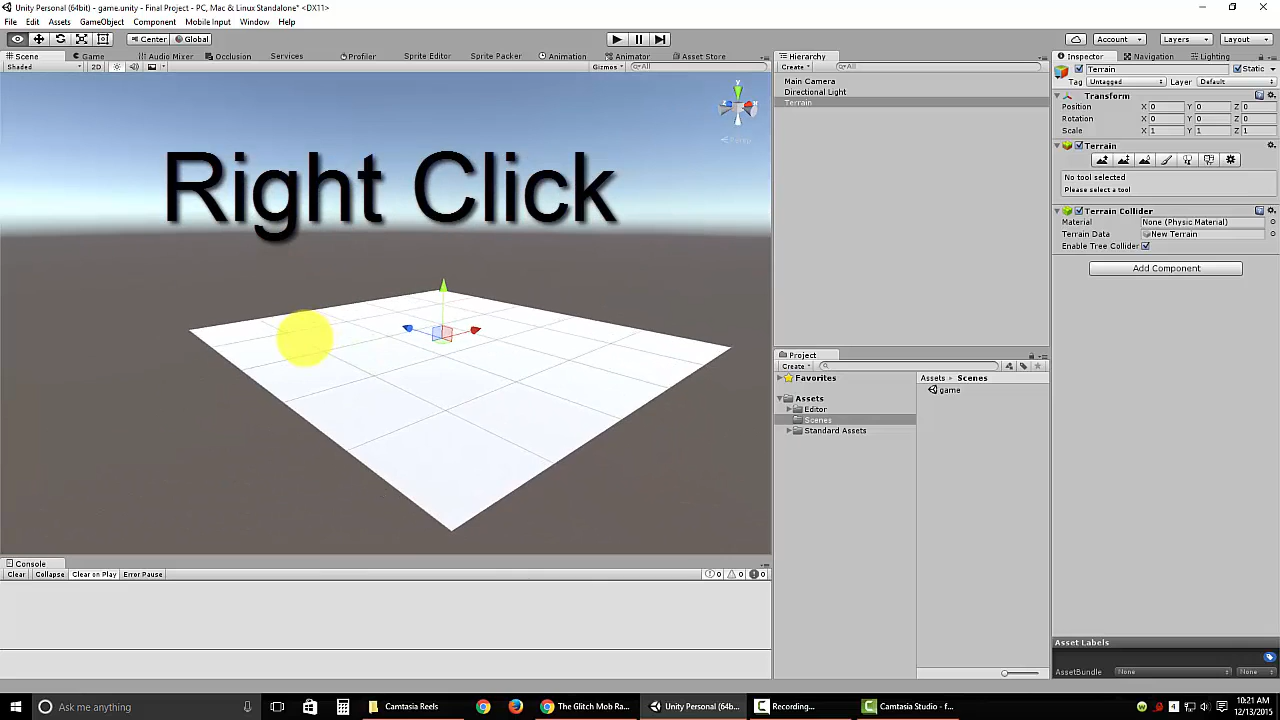 Unity Personal (64bit) - game.unity - Final Project - PC, Mac & Linux Standalone* <DX11>
File Edit Assets GameObject Component Mobile Input Window Help
Center Global Account Layers Layout
Scene Game Audio Mixer Occlusion Services Profiler Sprite Editor Sprite Packer Animator Animation Asset Store
Shaded 2D Gizmos All
y
x
Persp
Right Click
Hierarchy
Create All
Main Camera
Directional Light
Terrain
Project
Create
Favorites
Assets
Editor
Scenes
Standard Assets
Assets Scenes
game
Inspector Navigation Lighting
Terrain Static
Tag Untagged Layer Default
Transform
Position X 0 Y 0 Z 0
Rotation X 0 Y 0 Z 0
Scale X 1 Y 1 Z 1
Terrain
No tool selected
Please select a tool
Terrain Collider
Material None (Physic Material)
Terrain Data New Terrain
Enable Tree Collider
Add Component
Asset Labels
AssetBundle None None
Console
Clear Collapse Clear on Play Error Pause 0 0 0
Ask me anything Camtasia Reels The Glitch Mob Ra... Unity Personal (64b... Recording... Camtasia Studio - f... 10:21 AM
12/13/2015